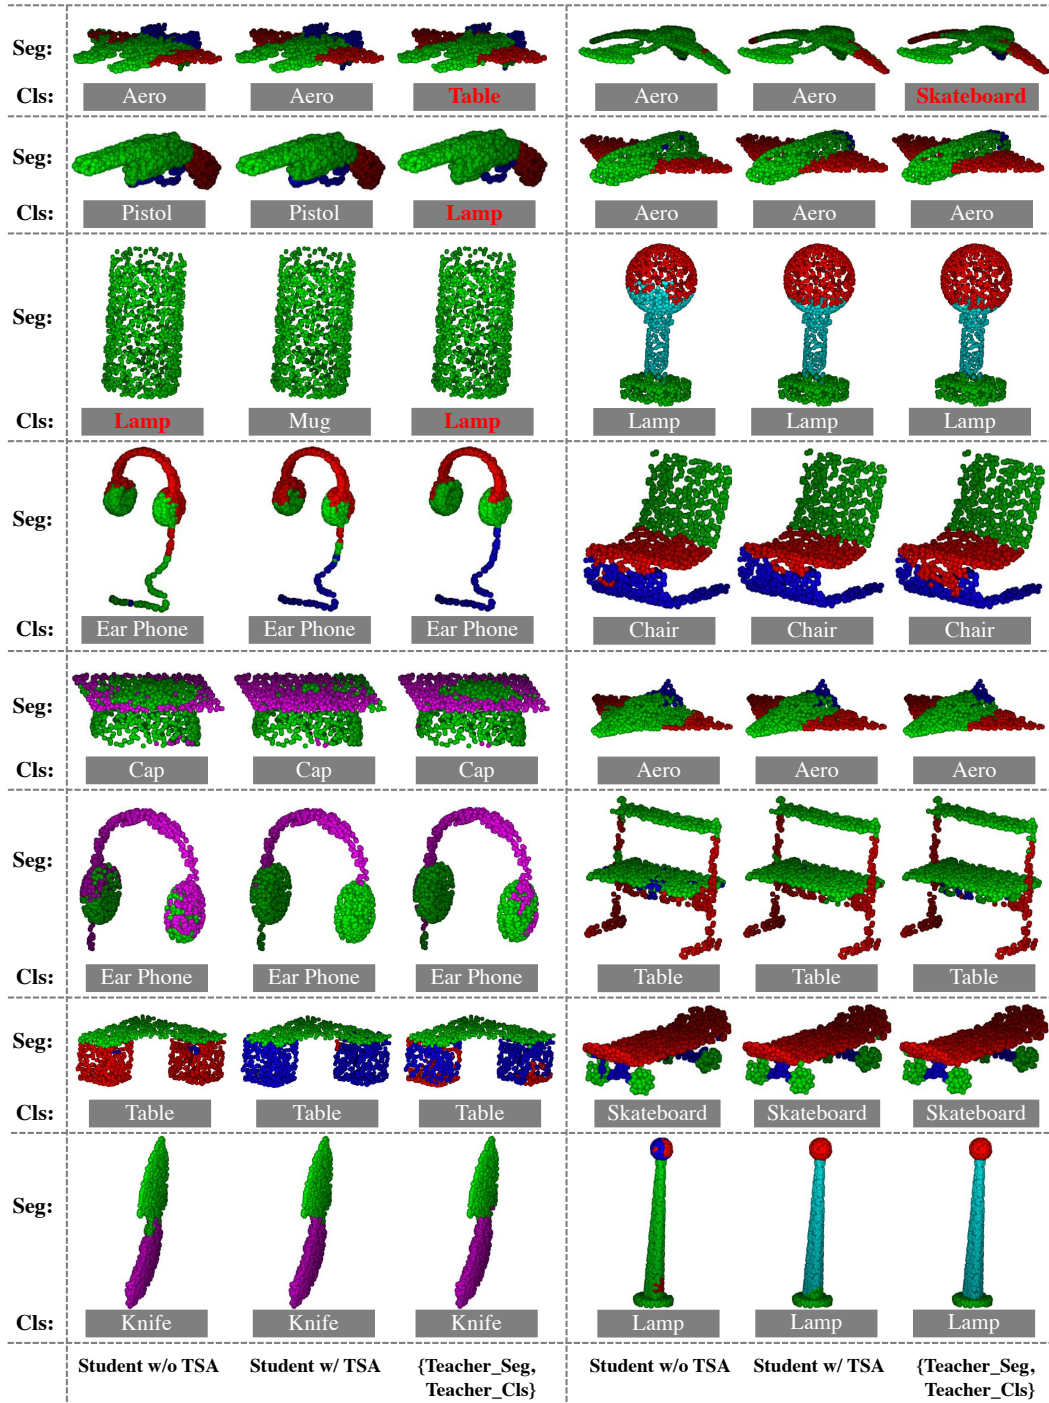 Seg:
Cls: Aero Aero Table Aero Aero Skateboard
Seg:
Cls: Pistol Pistol Lamp Aero Aero Aero
Seg:
Cls: Lamp Mug Lamp Lamp Lamp Lamp
Seg:
Cls: Ear Phone Ear Phone Ear Phone Chair Chair Chair
Seg:
Cls: Cap Cap Cap Aero Aero Aero
Seg:
Cls: Ear Phone Ear Phone Ear Phone Table Table Table
Seg:
Cls: Table Table Table Skateboard Skateboard Skateboard
Seg:
Cls: Knife Knife Knife Lamp Lamp Lamp
Student w/o TSA Student w/ TSA {Teacher_Seg, Student w/o TSA Student w/ TSA {Teacher_Seg,
Teacher_Cls} Teacher_Cls}